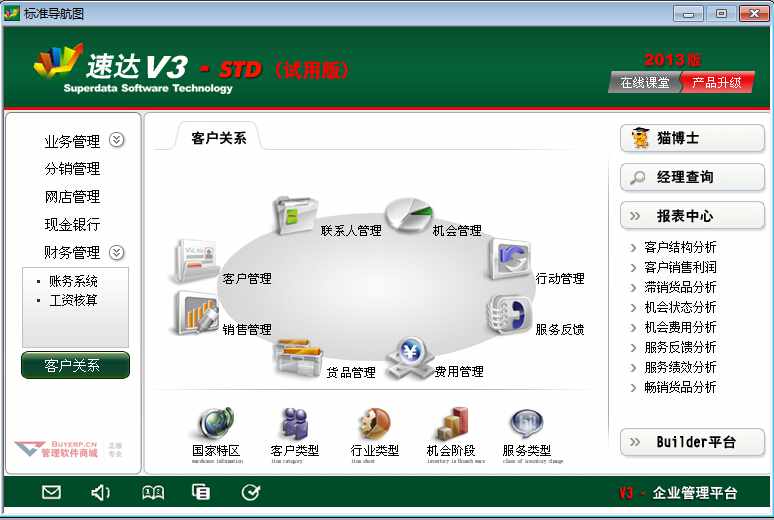 标准导航图
速达V3 - STD (试用版)
Superdata Software Technology
2013版
在线课堂
产品升级
业务管理
分销管理
网店管理
现金银行
财务管理
账务系统
工资核算
客户关系
BUYERP.CN
管理软件商城
客户关系
联系人管理
机会管理
客户管理
行动管理
销售管理
服务反馈
货品管理
费用管理
国家特区
warehouse information
客户类型
item category
行业类型
机会阶段
服务类型
class of inventory change
猫博士
经理查询
报表中心
客户结构分析
客户销售利润
滞销货品分析
机会状态分析
机会费用分析
服务反馈分析
服务绩效分析
畅销货品分析
Builder平台
V3 - 企业管理平台